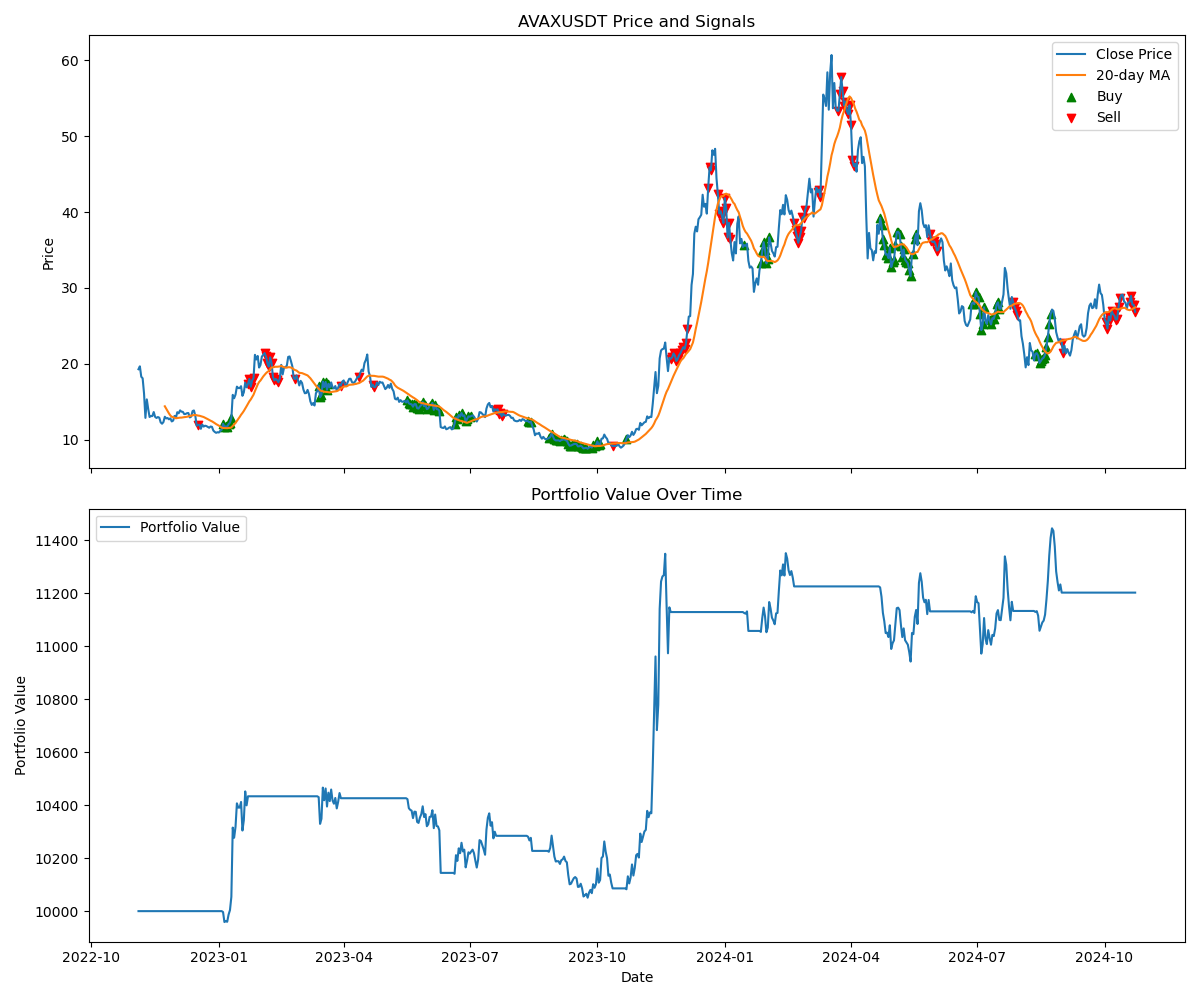 AVAXUSDT Price and Signals
Price
60
50
40
30
20
10
Close Price
20-day MA
Buy
Sell
Portfolio Value Over Time
Portfolio Value
11400
11200
11000
10800
10600
10400
10200
10000
Portfolio Value
2022-10
2023-01
2023-04
2023-07
2023-10
2024-01
2024-04
2024-07
2024-10
Date